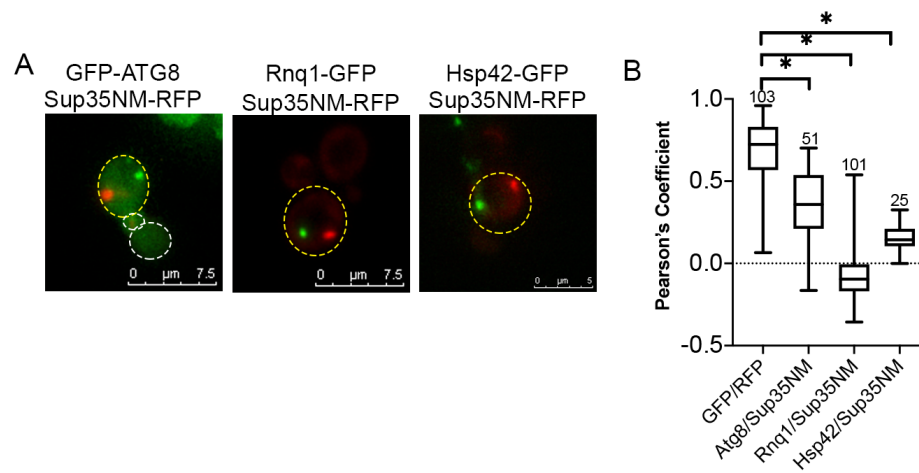 A
GFP-ATG8
Sup35NM-RFP
Rnq1-GFP
Sup35NM-RFP
Hsp42-GFP
Sup35NM-RFP
0 µm 7.5
0 µm 7.5
0 µm 5
B
*
*
*
Pearson's Coefficient
1.0
0.5
0.0
-0.5
103
51
101
25
GFP/RFP
Atg8/Sup35NM
Rnq1/Sup35NM
Hsp42/Sup35NM